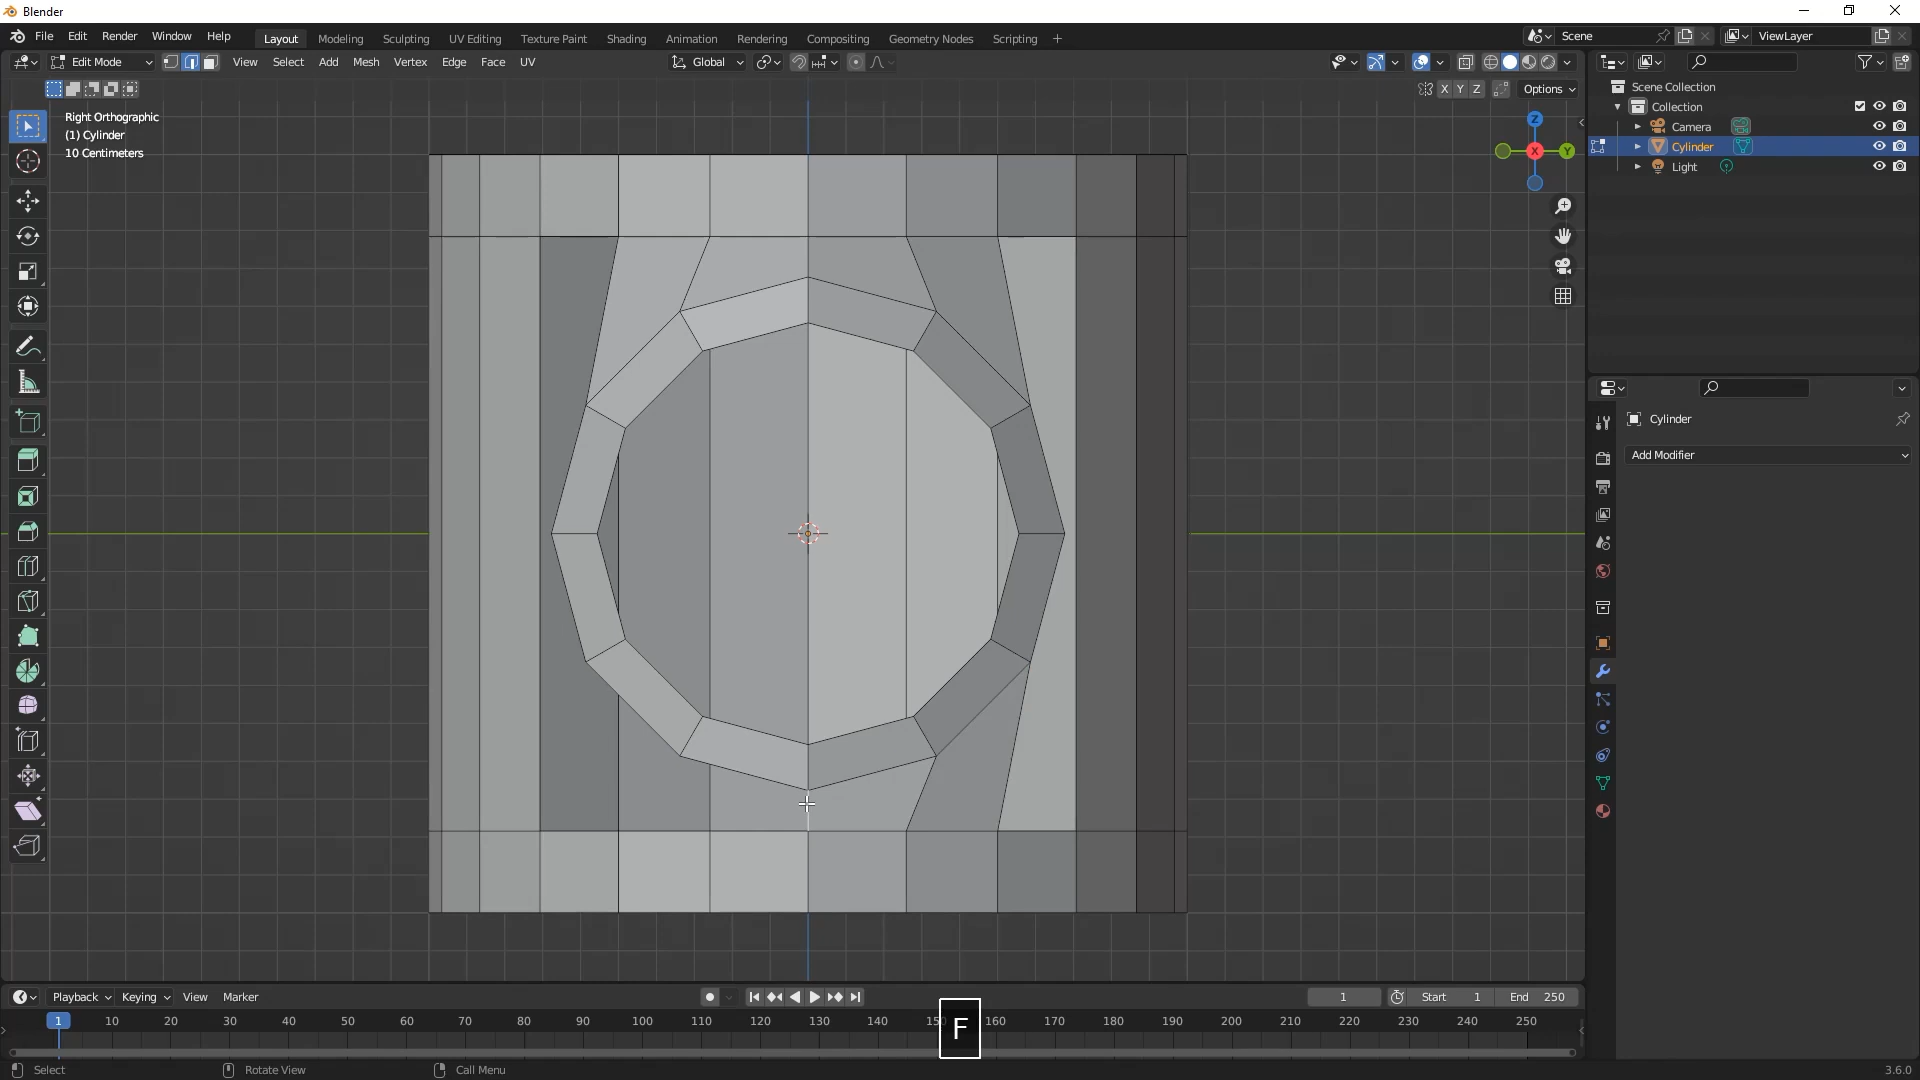 Blender
File Edit Render Window Help
Layout Modeling Sculpting UV Editing Texture Paint Shading Animation Rendering Compositing Geometry Nodes Scripting +
Scene
ViewLayer
Edit Mode
View Select Add Mesh Vertex Edge Face UV
Global
X Y Z
Options
Right Orthographic
(1) Cylinder
10 Centimeters
Z
X
Y
Scene Collection
Collection
Camera
Cylinder
Light
Cylinder
Add Modifier
Playback Keying View Marker
1
Start 1
End 250
1 10 20 30 40 50 60 70 80 90 100 110 120 130 140 160 170 180 190 200 210 220 230 240 250
F
Select
Rotate View
Call Menu
3.6.0